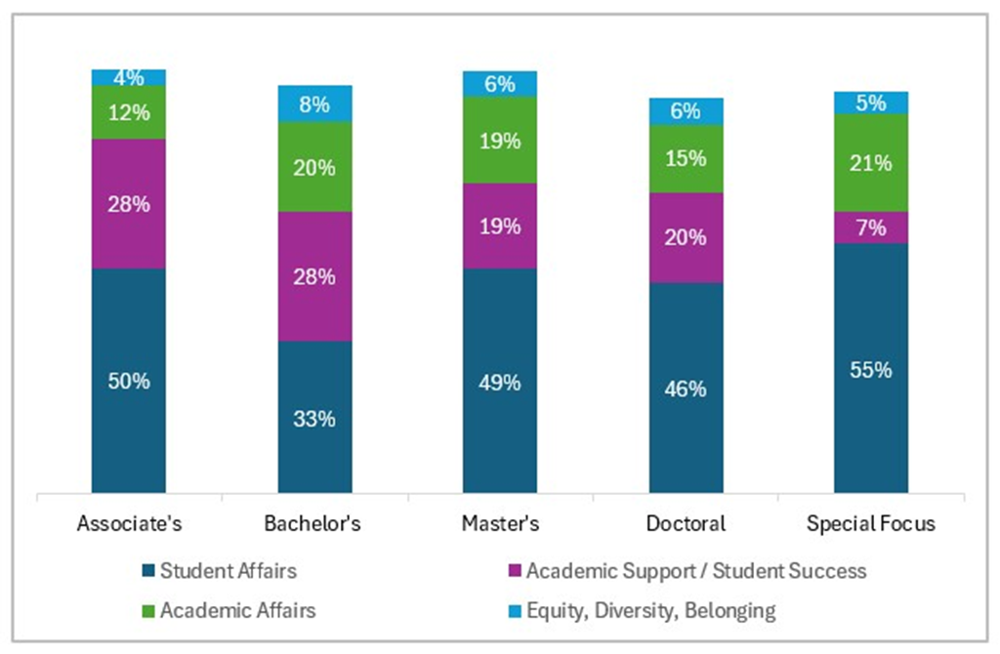 4% 8% 6% 6% 5%
12% 20% 19% 15% 21%
28% 28% 19% 20% 7%
50% 33% 49% 46% 55%
Associate's Bachelor's Master's Doctoral Special Focus
Student Affairs Academic Support / Student Success
Academic Affairs Equity, Diversity, Belonging